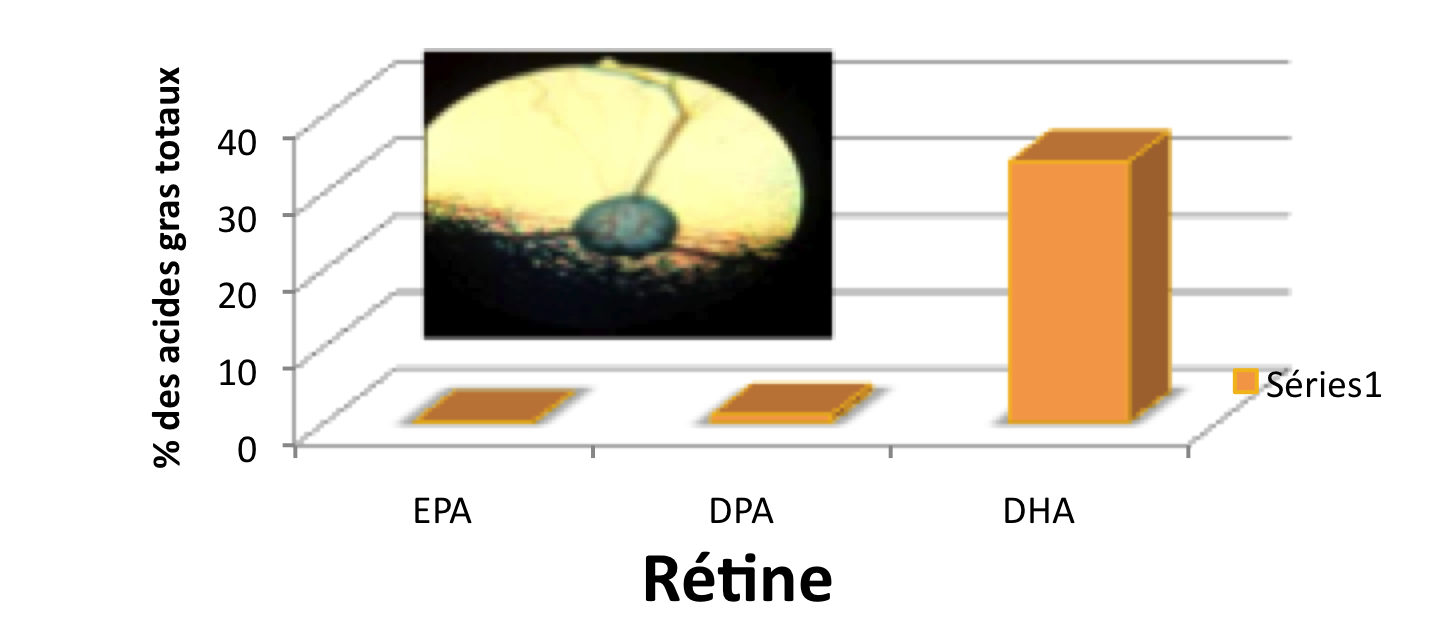 % des acides gras totaux
40
30
20
10
0
EPA
DPA
DHA
Séries1
Rétine